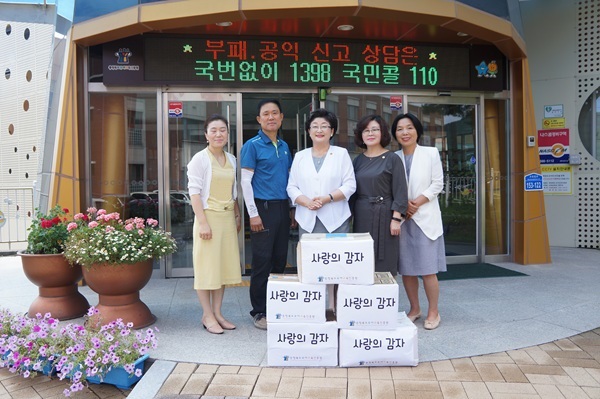 부패.공익 신고 상담은
국번없이 1398 국민콜 110
사랑의 감자
사랑의 감자
사랑의 감자
사랑의 감자
사랑의 감자
153-122